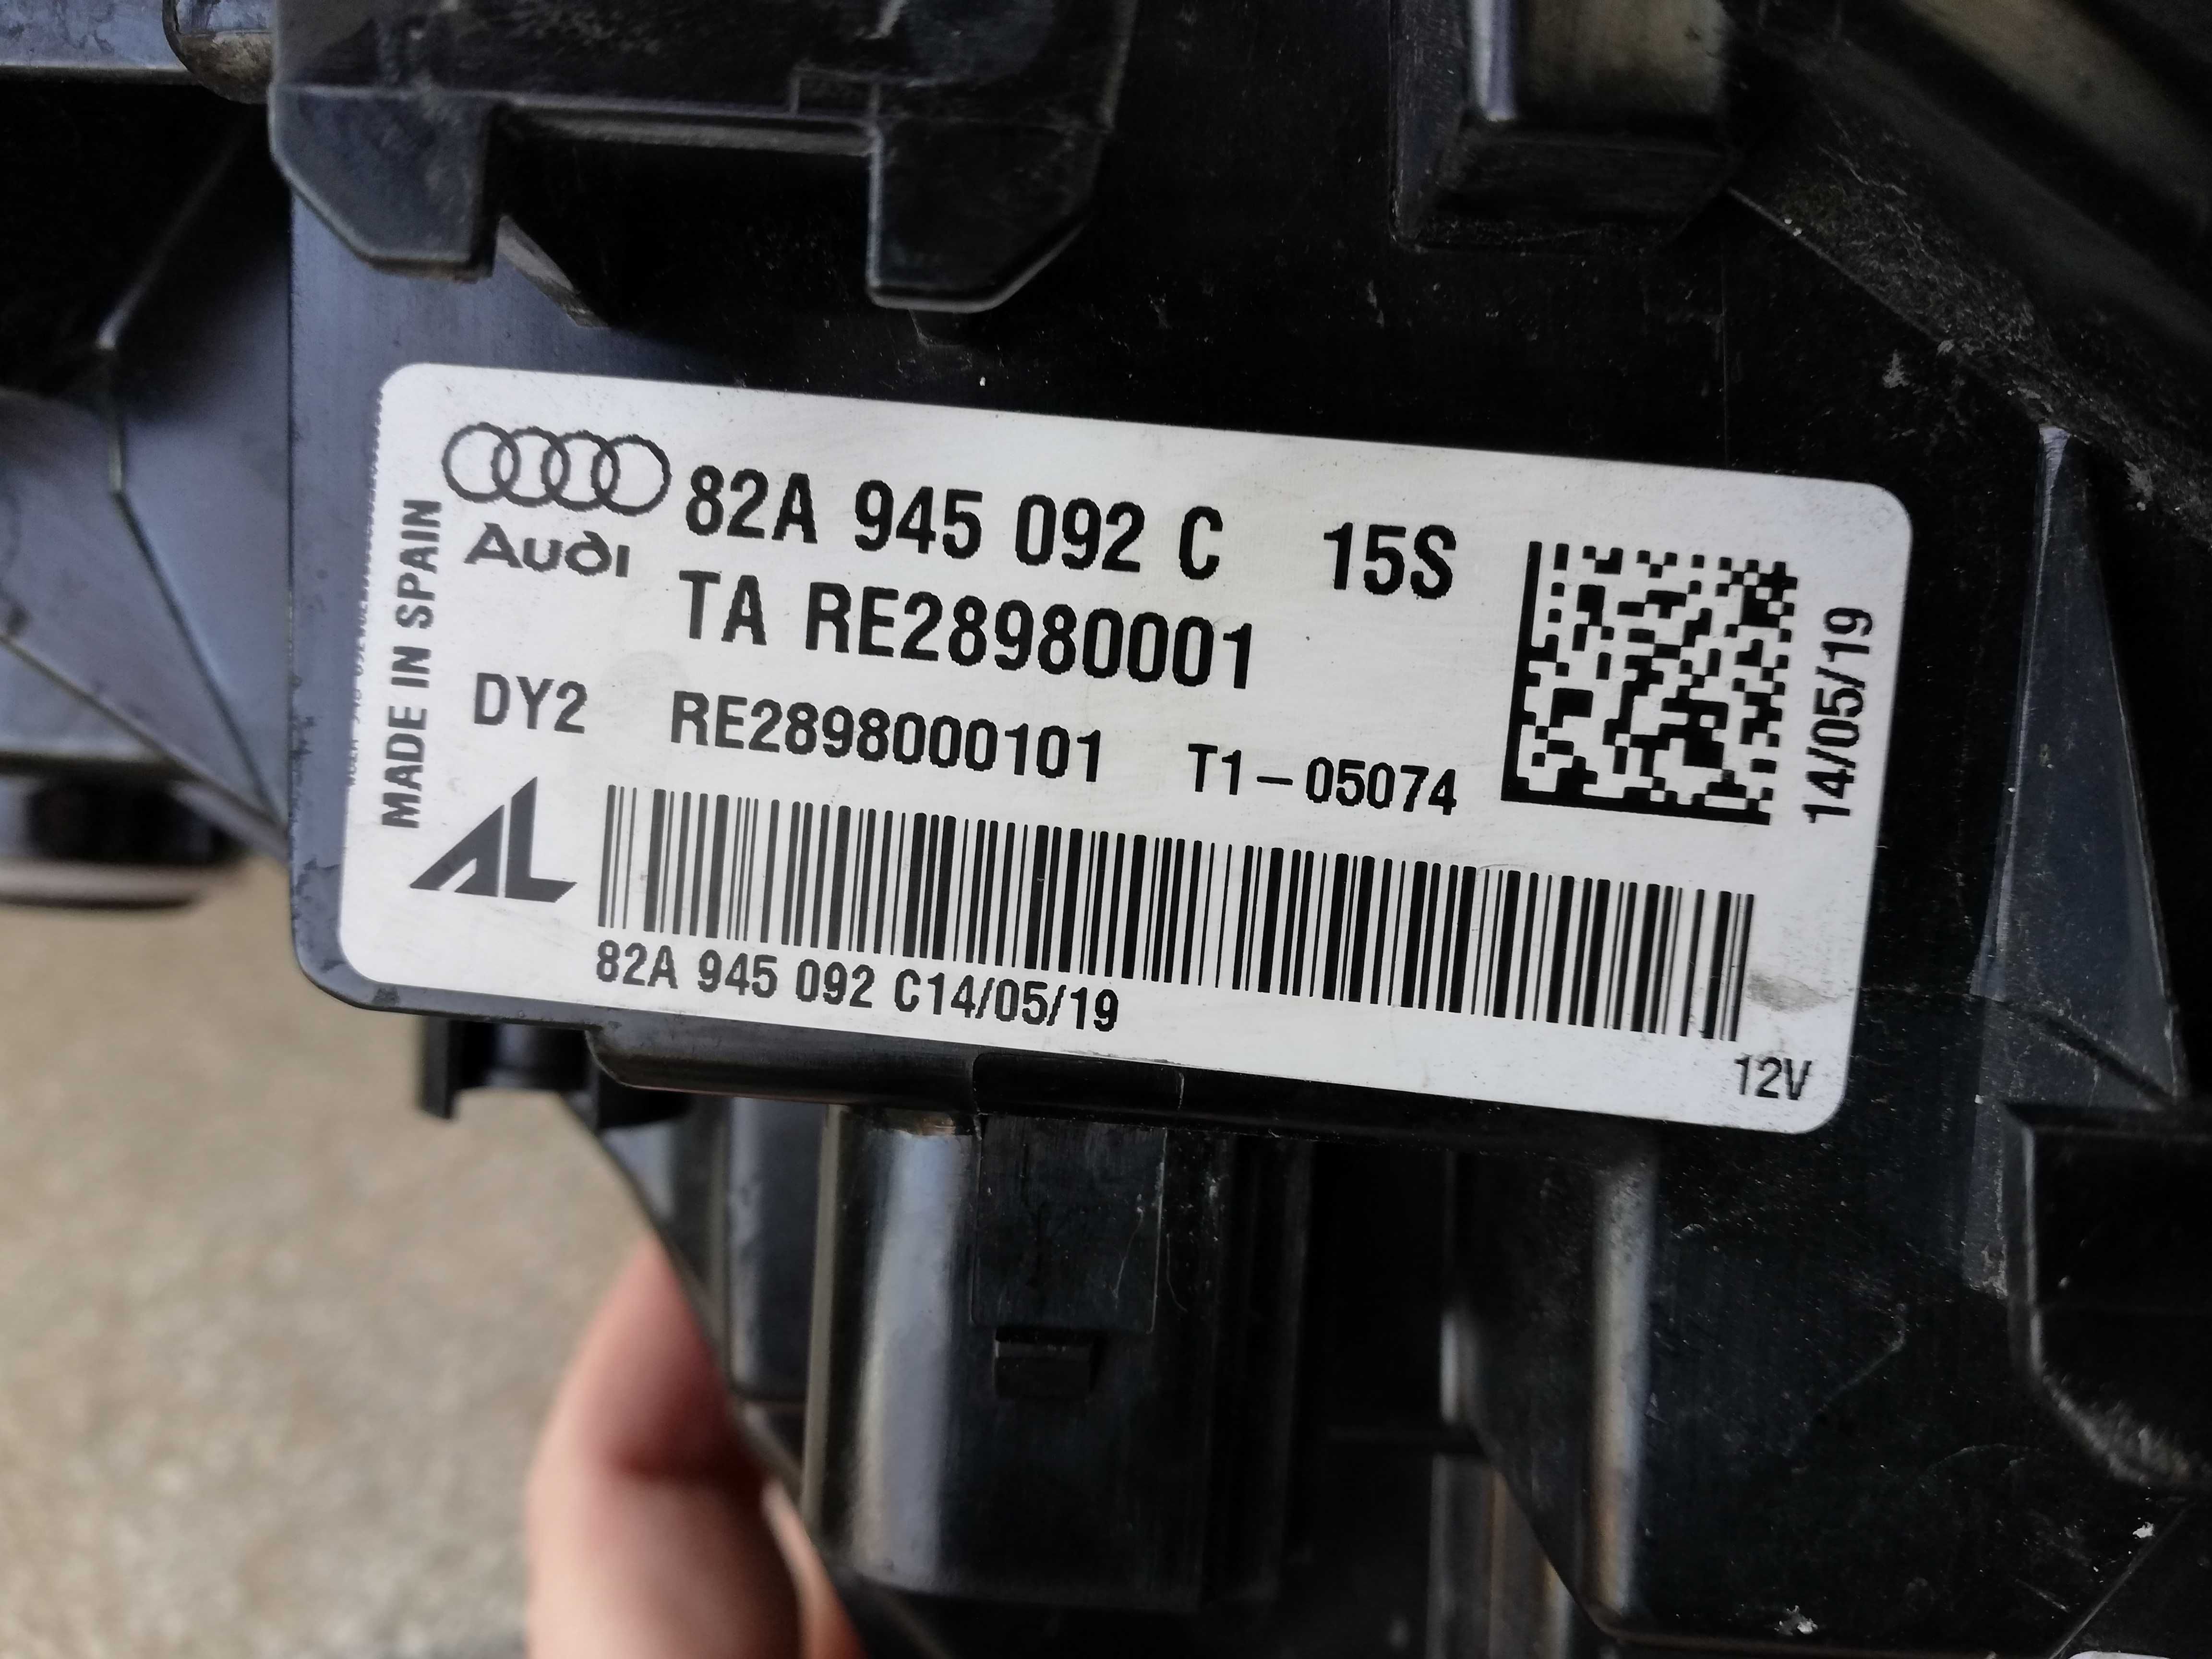 Audi
82A 945 092 C 15S
TA RE28980001
DY2 RE2898000101 T1-05074
MADE IN SPAIN
14/05/19
AL
82A 945 092 C14/05/19
12V